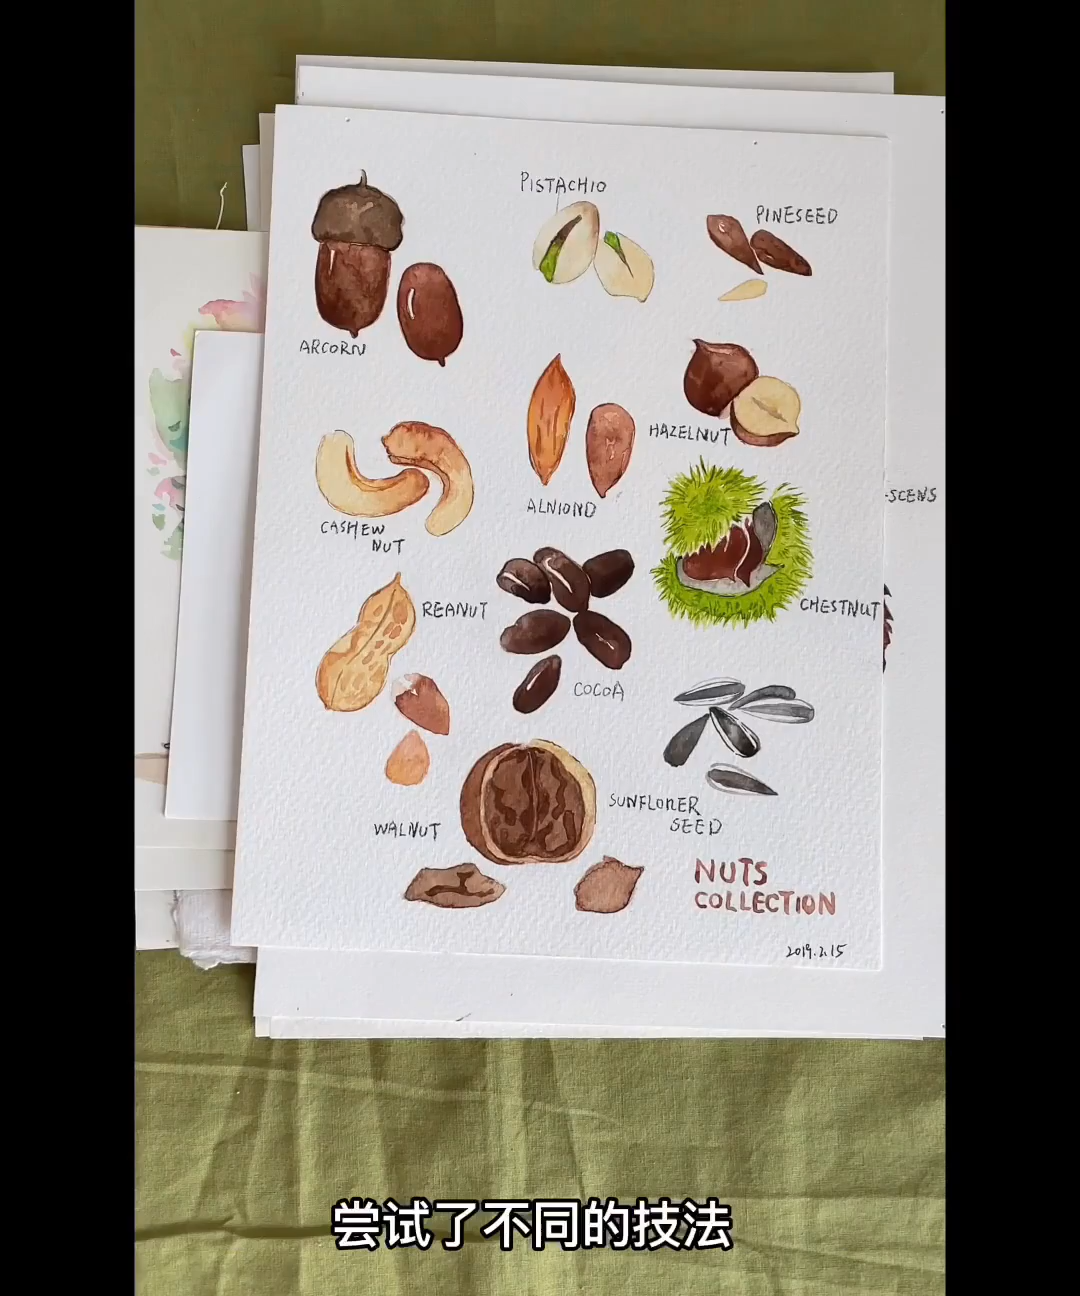 PISTACHIO
PINESEED
ARCORN
HAZELNUT
ALNIOND
CASHEW
NUT
-SCENS
REANUT
CHESTNUT
COCOA
SUNFLORER
SEED
WALNUT
NUTS
COLLECTION
2019.2.15
尝试了不同的技法